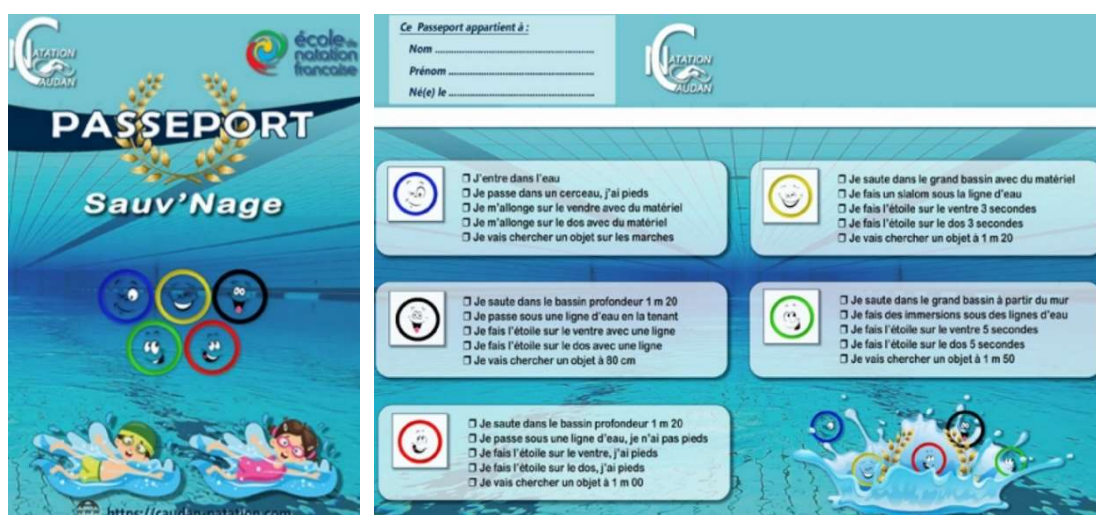 NATATION
CAUDAN
école de
natation
française
PASSEPORT
Sauv'Nage
https://caudan-natation.com
Ce Passeport appartient à :
Nom ......................................................
Prénom ..................................................
Né(e) le ..................................................
NATATION
CAUDAN
❒ J'entre dans l'eau
❒ Je passe dans un cerceau, j'ai pieds
❒ Je m'allonge sur le vendre avec du matériel
❒ Je m'allonge sur le dos avec du matériel
❒ Je vais chercher un objet sur les marches
❒ Je saute dans le bassin profondeur 1 m 20
❒ Je passe sous une ligne d'eau en la tenant
❒ Je fais l'étoile sur le ventre avec une ligne
❒ Je fais l'étoile sur le dos avec une ligne
❒ Je vais chercher un objet à 80 cm
❒ Je saute dans le bassin profondeur 1 m 20
❒ Je passe sous une ligne d'eau, je n'ai pas pieds
❒ Je fais l'étoile sur le ventre, j'ai pieds
❒ Je fais l'étoile sur le dos, j'ai pieds
❒ Je vais chercher un objet à 1 m 00
❒ Je saute dans le grand bassin avec du matériel
❒ Je fais un slalom sous la ligne d'eau
❒ Je fais l'étoile sur le ventre 3 secondes
❒ Je fais l'étoile sur le dos 3 secondes
❒ Je vais chercher un objet à 1 m 20
❒ Je saute dans le grand bassin à partir du mur
❒ Je fais des immersions sous des lignes d'eau
❒ Je fais l'étoile sur le ventre 5 secondes
❒ Je fais l'étoile sur le dos 5 secondes
❒ Je vais chercher un objet à 1 m 50